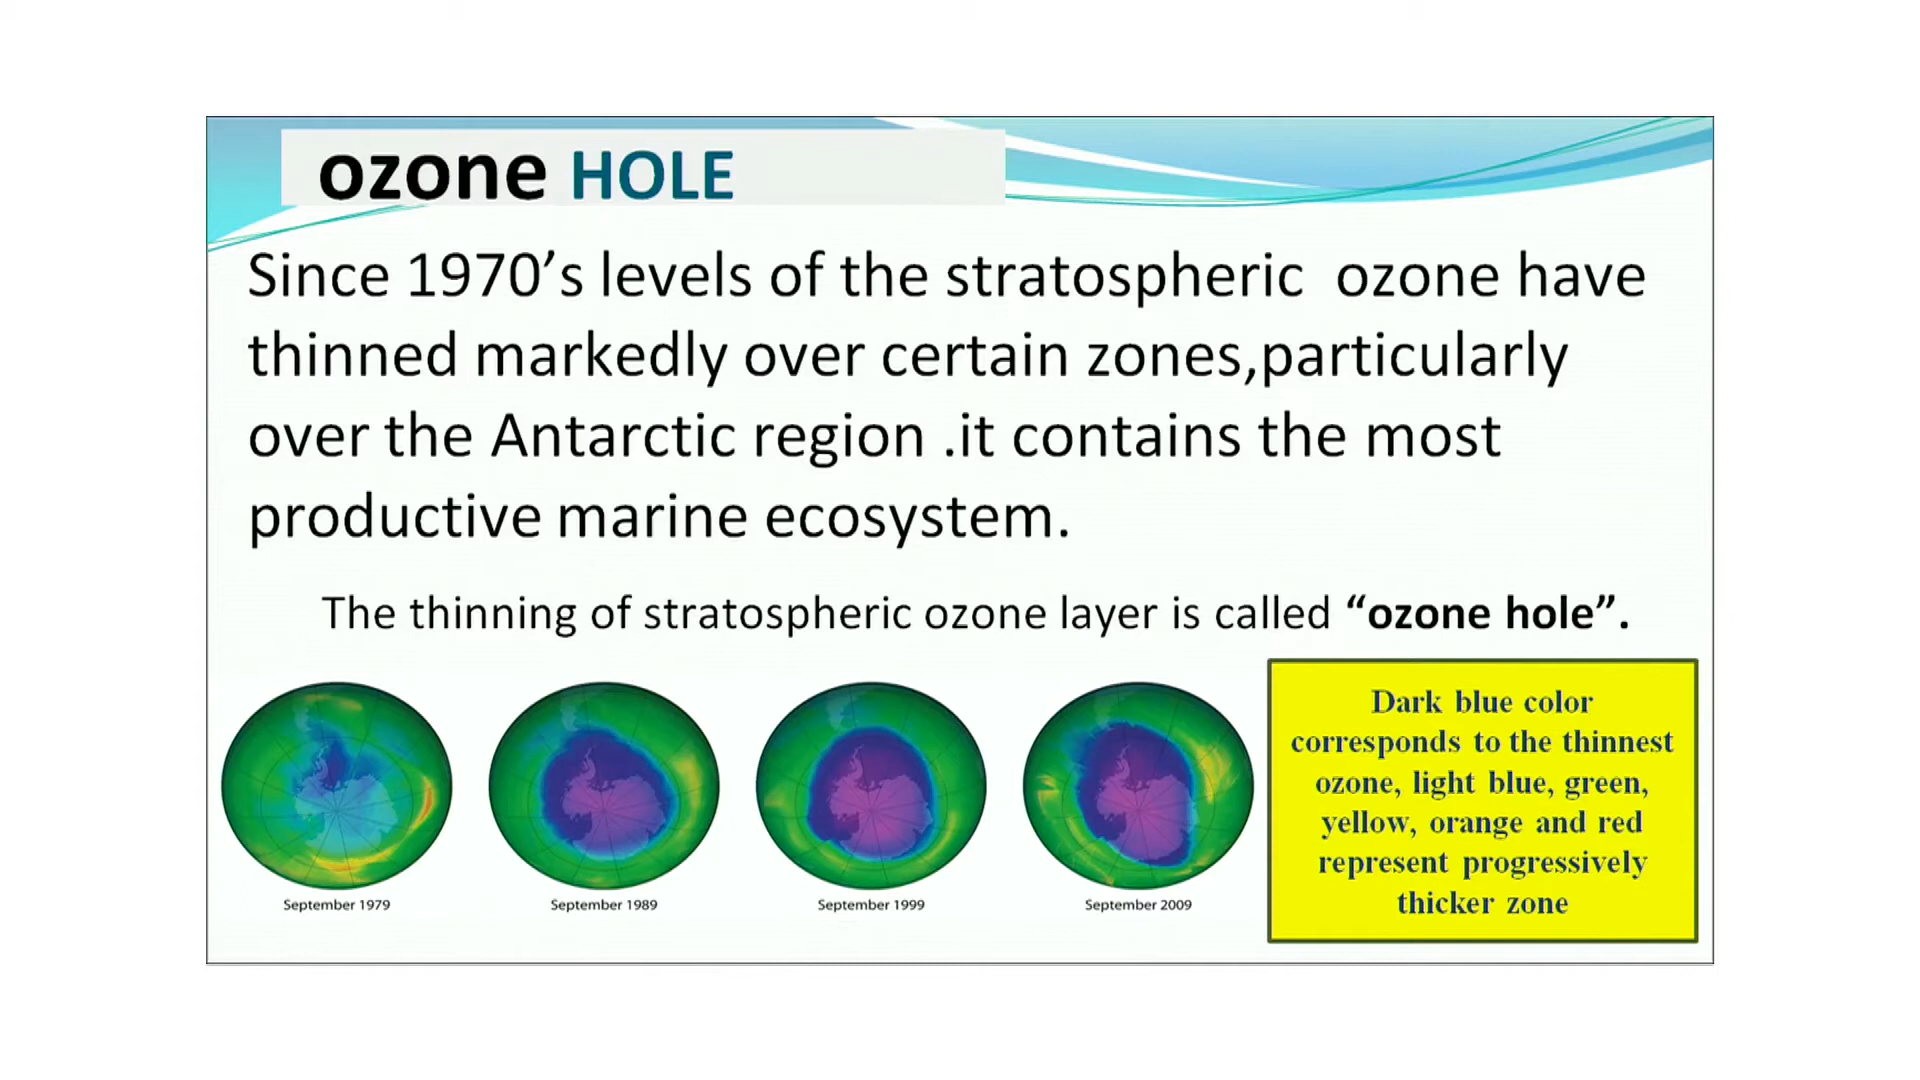 ozone HOLE
Since 1970’s levels of the stratospheric ozone have
thinned markedly over certain zones,particularly
over the Antarctic region .it contains the most
productive marine ecosystem.
The thinning of stratospheric ozone layer is called “ozone hole”.
September 1979
September 1989
September 1999
September 2009
Dark blue color
corresponds to the thinnest
ozone, light blue, green,
yellow, orange and red
represent progressively
thicker zone